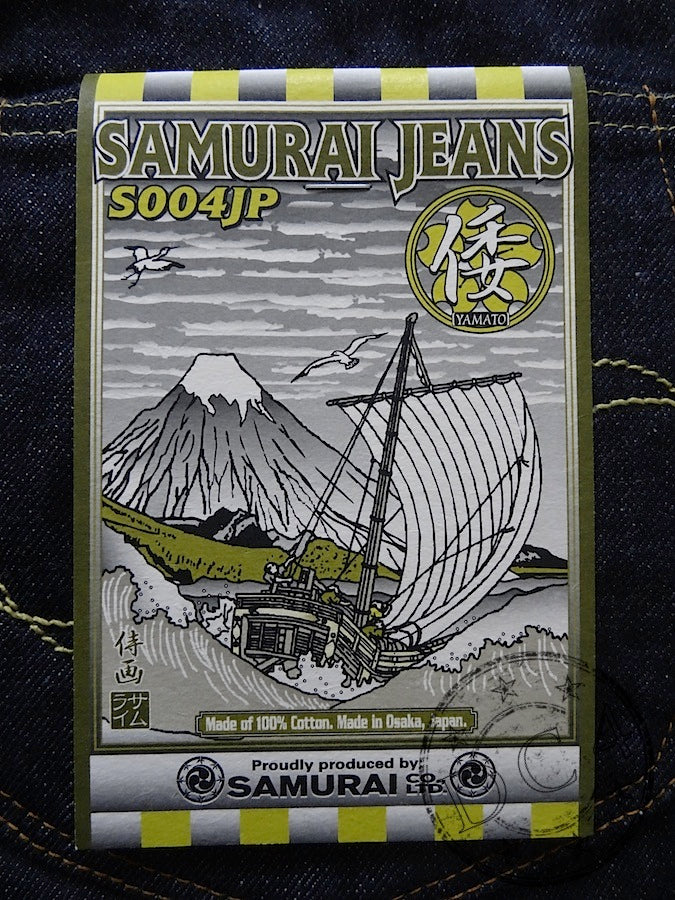 SAMURAI JEANS
S004JP
倭
YAMATO
侍画
サム
ライ
Made of 100% Cotton. Made in Osaka, Japan.
Proudly produced by
SAMURAI CO. LTD.
BCA